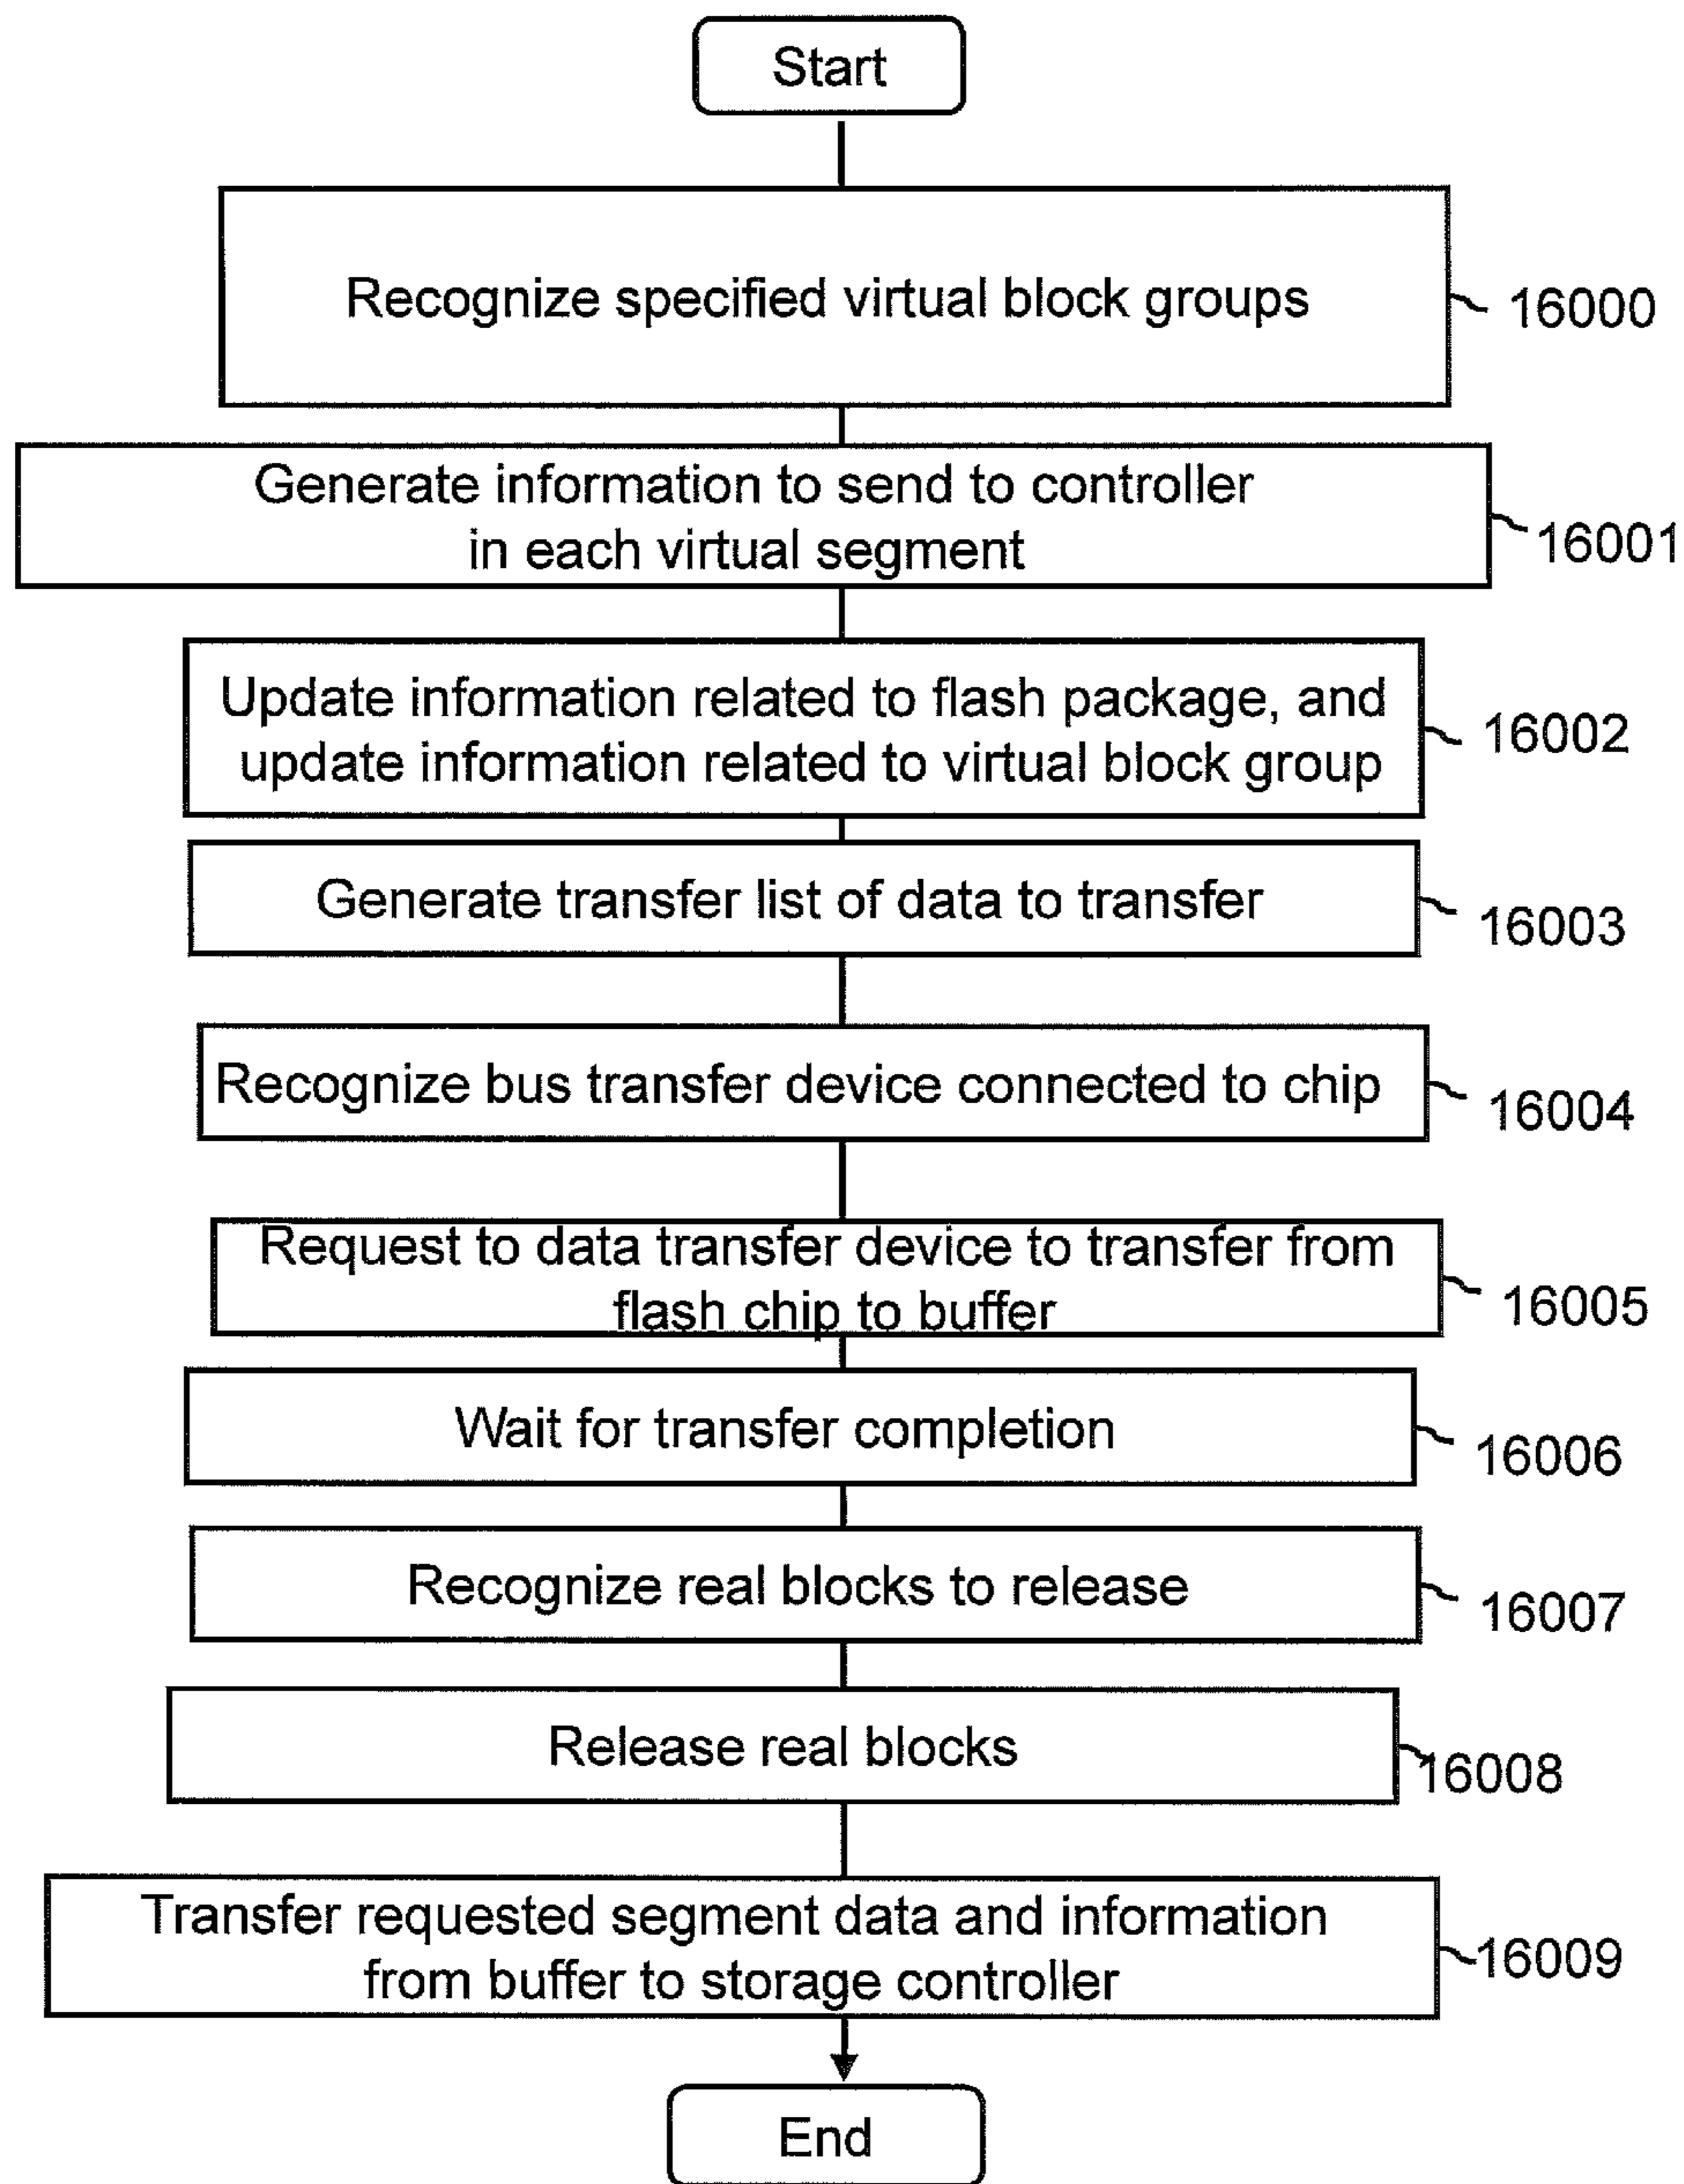 Start
Recognize specified virtual block groups
16000
Generate information to send to controller
in each virtual segment
16001
Update information related to flash package, and
update information related to virtual block group
16002
Generate transfer list of data to transfer
16003
Recognize bus transfer device connected to chip
16004
Request to data transfer device to transfer from
flash chip to buffer
16005
Wait for transfer completion
16006
Recognize real blocks to release
16007
Release real blocks
16008
Transfer requested segment data and information
from buffer to storage controller
16009
End